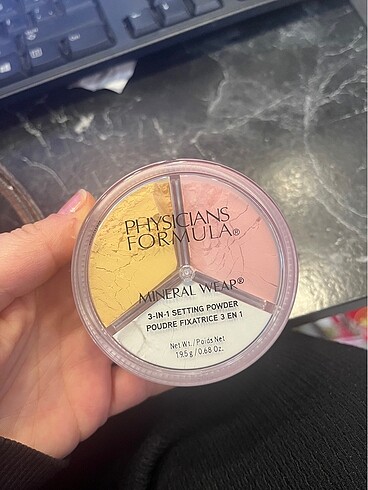 PHYSICIANS
FORMULA®
MINERAL WEAR®
3-IN-1 SETTING POWDER
POUDRE FIXATRICE 3 EN 1
Net Wt. / Poids Net
19.5 g / 0.68 Oz.